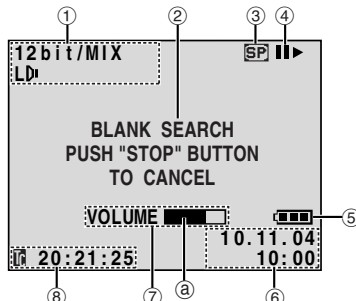 ① ② ③ ④
12bit/MIX SP
LD
BLANK SEARCH
PUSH "STOP" BUTTON
TO CANCEL
VOLUME ⑤
10.11.04
20:21:25 10:00
⑧ ⑦ ⓐ ⑥